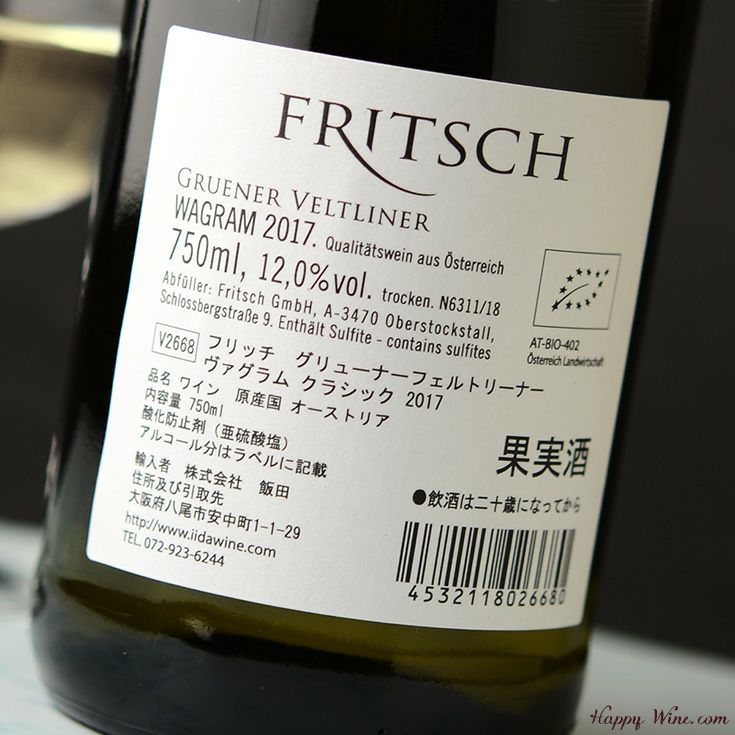 FRITSCH
GRUENER VELTLINER
WAGRAM 2017. Qualitätswein aus Österreich
750ml, 12,0%vol. trocken. N6311/18
Abfüller: Fritsch GmbH, A-3470 Oberstockstall,
Schlossbergstraße 9. Enthält Sulfite - contains sulfites
AT-BIO-402
Österreich Landwirtschaft
V2668 フリッチ グリューナーフェルトリーナー
ヴァグラム クラシック 2017
品名 ワイン 原産国 オーストリア
内容量 750ml
酸化防止剤(亜硫酸塩)
アルコール分はラベルに記載
果実酒
輸入者 株式会社 飯田
住所及び引取先
大阪府八尾市安中町1-1-29
http://www.iidawine.com
TEL. 072-923-6244
●飲酒は二十歳になってから
4532118026680
Happy Wine.com